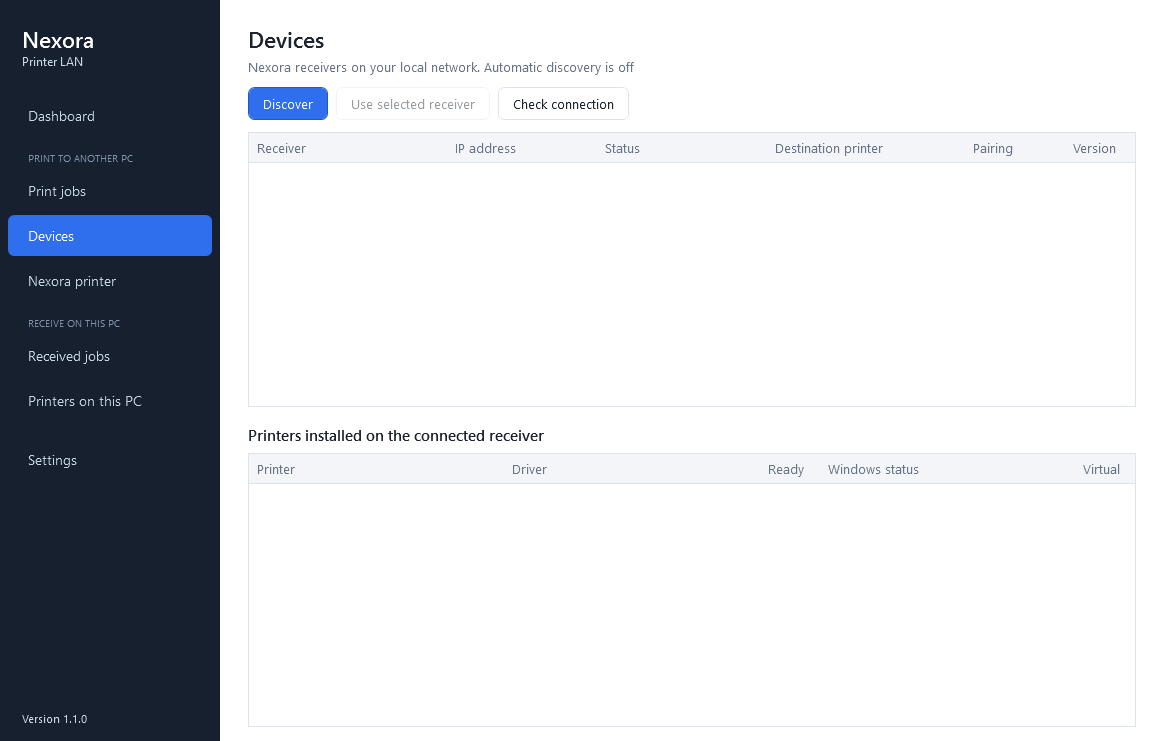 Nexora
Printer LAN
Dashboard
PRINT TO ANOTHER PC
Print jobs
Devices
Nexora printer
RECEIVE ON THIS PC
Received jobs
Printers on this PC
Settings
Version 1.1.0
Devices
Nexora receivers on your local network. Automatic discovery is off
Discover Use selected receiver Check connection
Receiver IP address Status Destination printer Pairing Version
Printers installed on the connected receiver
Printer Driver Ready Windows status Virtual